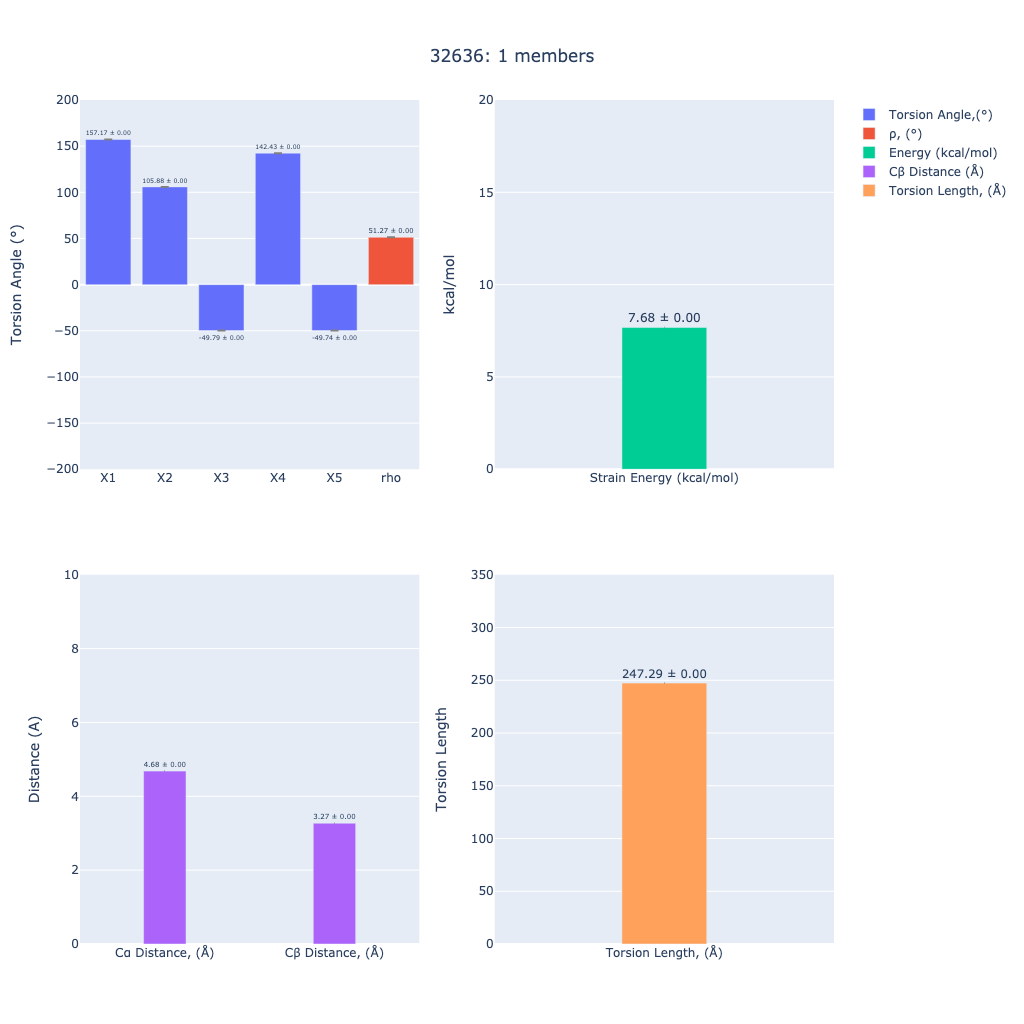 32636: 1 members
Torsion Angle (°)
200
150
100
50
0
−50
−100
−150
−200
157.17 ± 0.00
105.88 ± 0.00
-49.79 ± 0.00
142.43 ± 0.00
-49.74 ± 0.00
51.27 ± 0.00
X1 X2 X3 X4 X5 rho
kcal/mol
20
15
10
5
0
7.68 ± 0.00
Strain Energy (kcal/mol)
Torsion Angle,(°)
ρ, (°)
Energy (kcal/mol)
Cβ Distance (Å)
Torsion Length, (Å)
Distance (A)
10
8
6
4
2
0
4.68 ± 0.00
3.27 ± 0.00
Cα Distance, (Å) Cβ Distance, (Å)
Torsion Length
350
300
250
200
150
100
50
0
247.29 ± 0.00
Torsion Length, (Å)